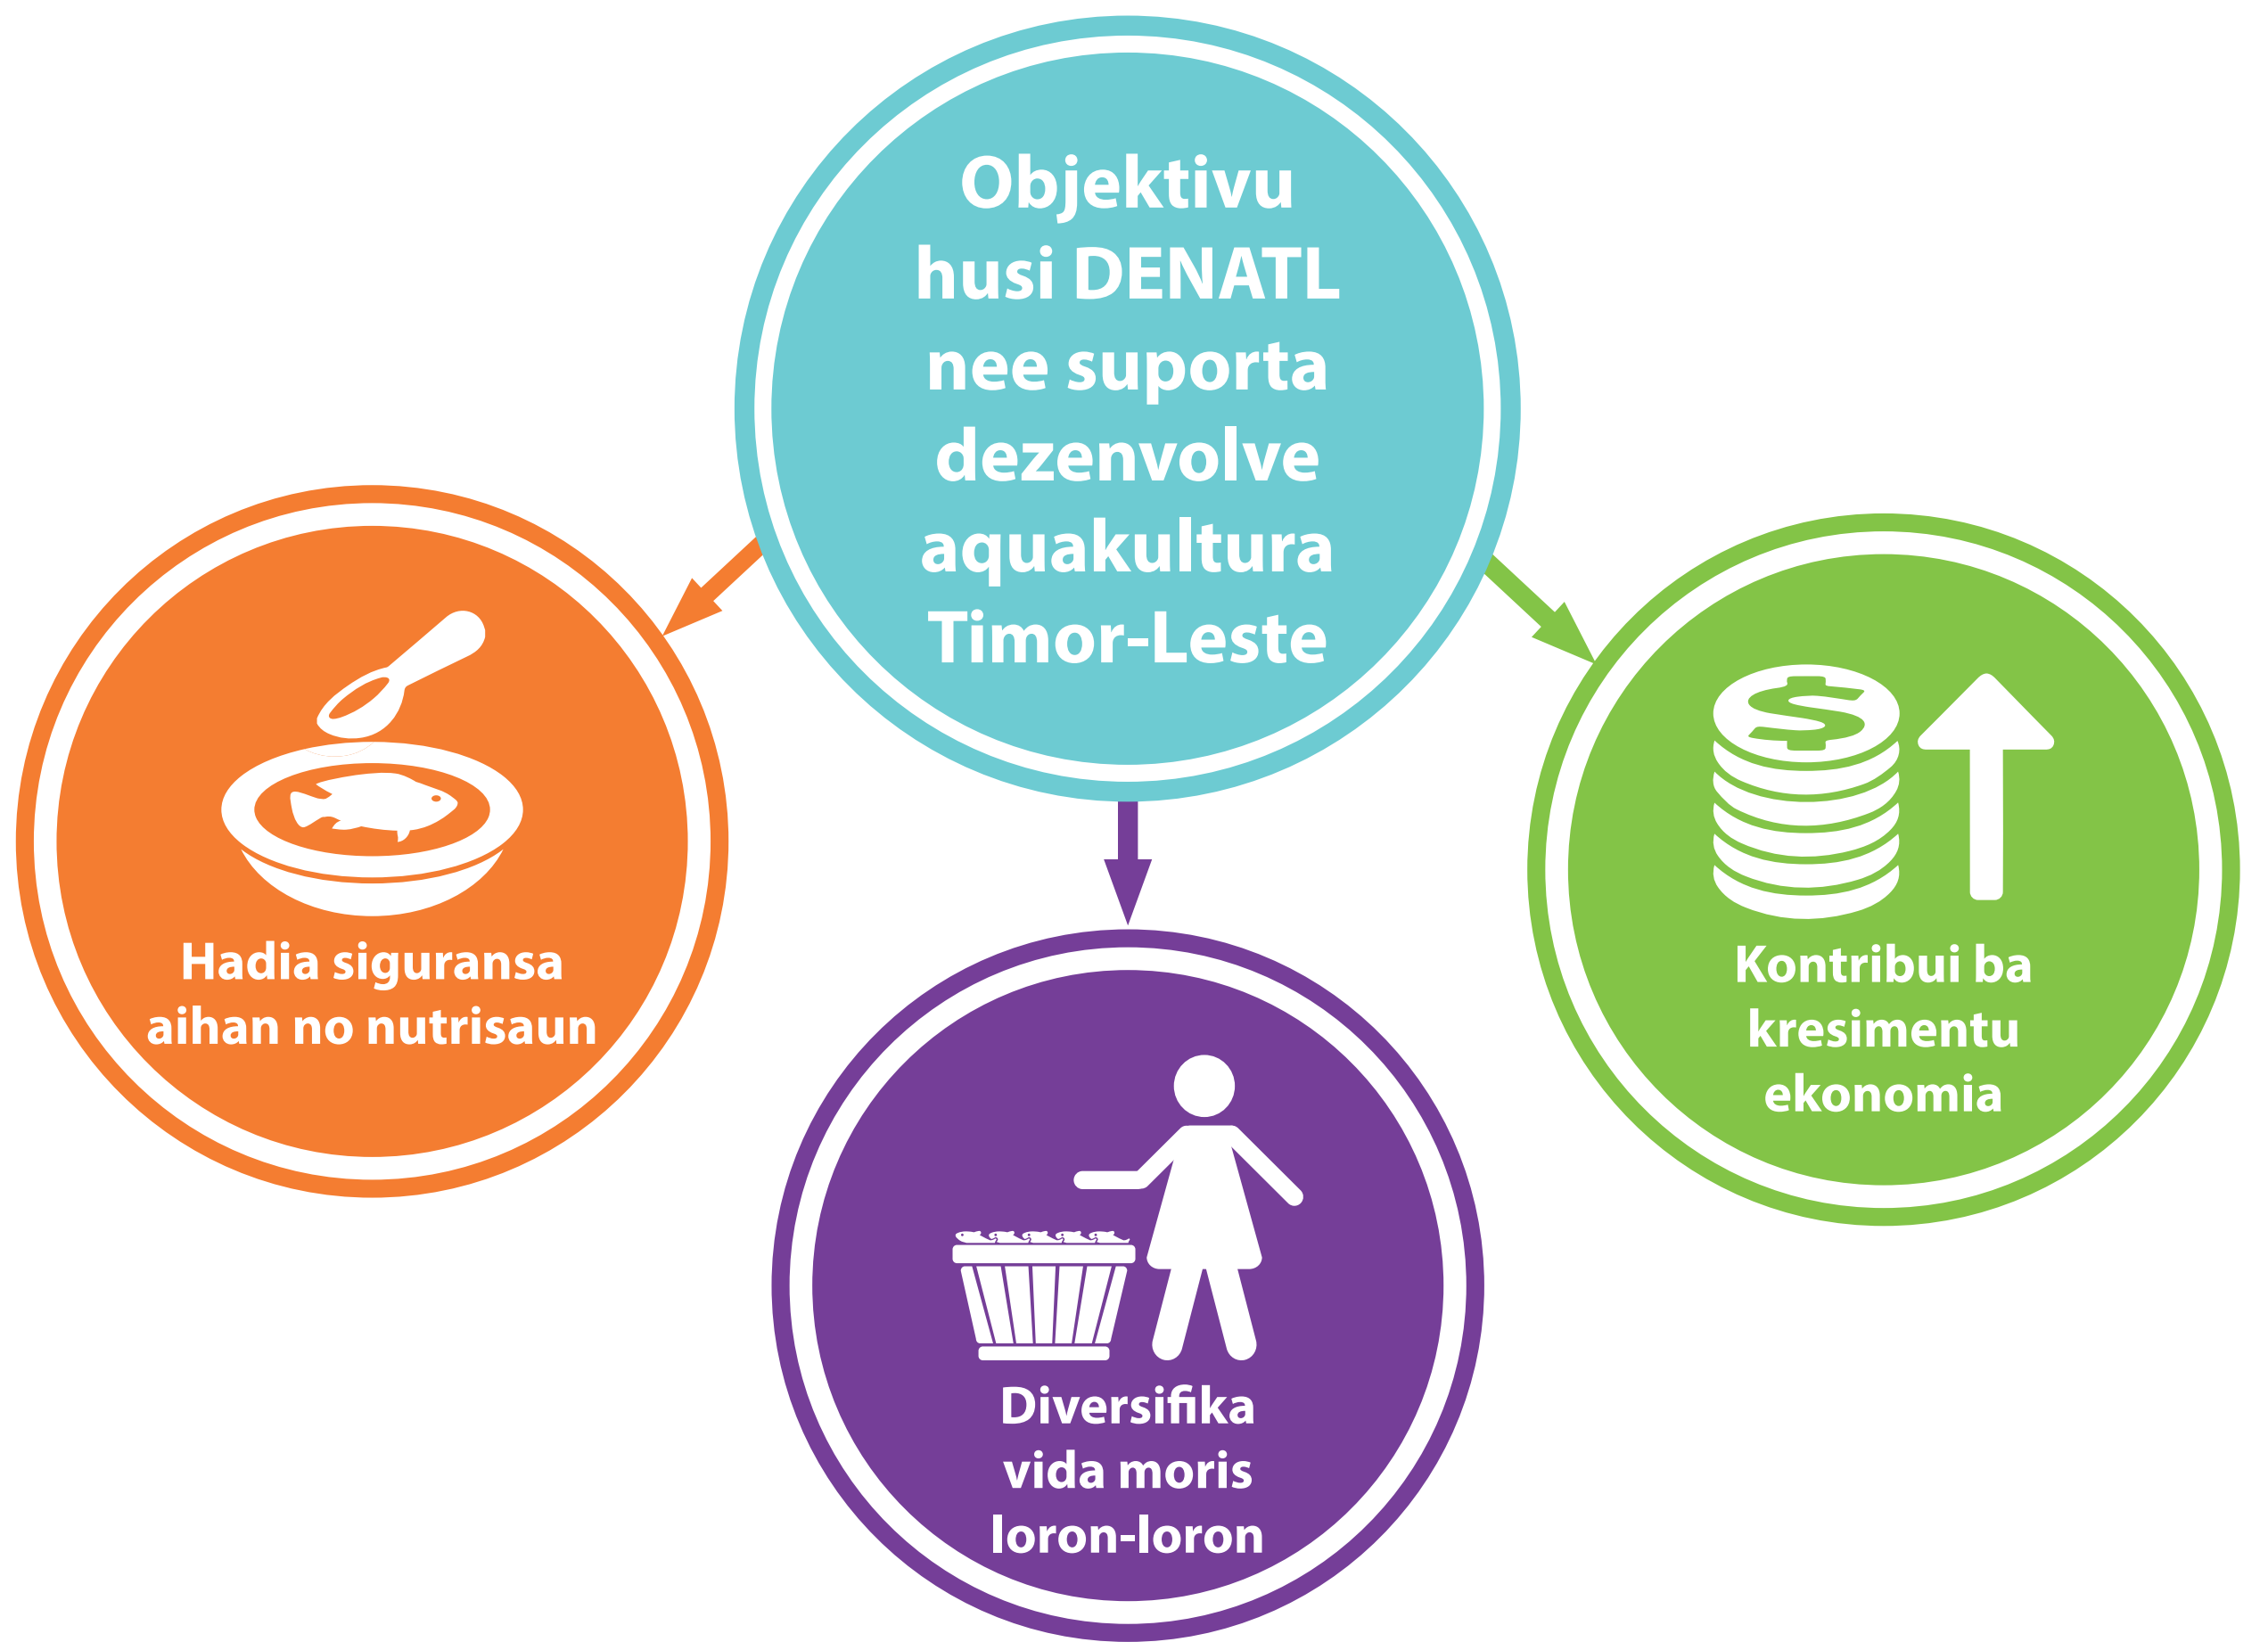 Objektivu
husi DENATL
nee suporta
dezenvolve
aquakultura
Timor-Leste
Hadia siguransa
aihan no nutrisaun
Diversifika
vida moris
loron-loron
Kontribui ba
kresimentu
ekonomia